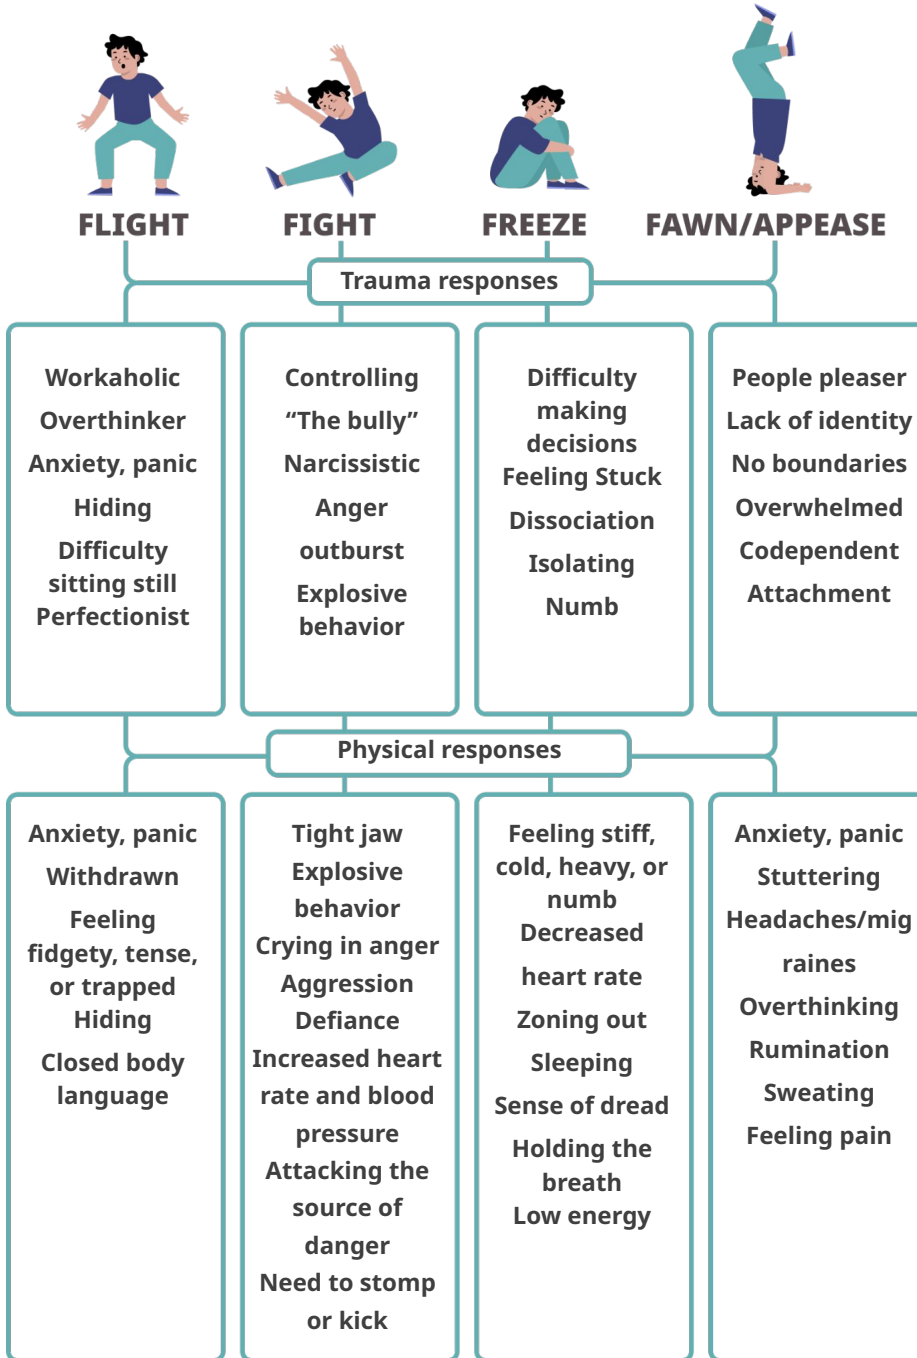 FLIGHT
FIGHT
FREEZE
FAWN/APPEASE
Trauma responses
Workaholic
Overthinker
Anxiety, panic
Hiding
Difficulty
sitting still
Perfectionist
Controlling
“The bully”
Narcissistic
Anger
outburst
Explosive
behavior
Difficulty
making
decisions
Feeling Stuck
Dissociation
Isolating
Numb
People pleaser
Lack of identity
No boundaries
Overwhelmed
Codependent
Attachment
Physical responses
Anxiety, panic
Withdrawn
Feeling
fidgety, tense,
or trapped
Hiding
Closed body
language
Tight jaw
Explosive
behavior
Crying in anger
Aggression
Defiance
Increased heart
rate and blood
pressure
Attacking the
source of
danger
Need to stomp
or kick
Feeling stiff,
cold, heavy, or
numb
Decreased
heart rate
Zoning out
Sleeping
Sense of dread
Holding the
breath
Low energy
Anxiety, panic
Stuttering
Headaches/mig
raines
Overthinking
Rumination
Sweating
Feeling pain